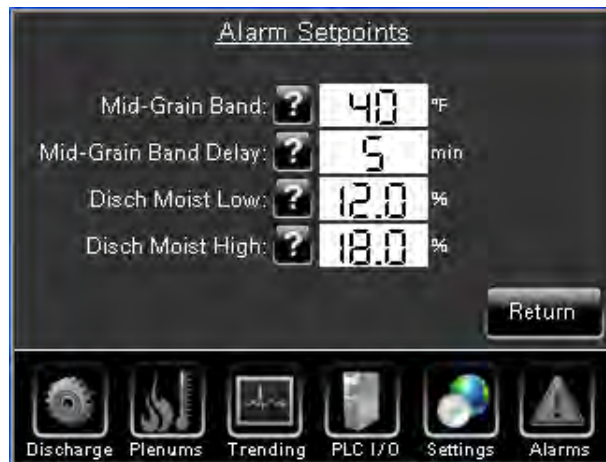 Alarm Setpoints
Mid-Grain Band: ? 40 °F
Mid-Grain Band Delay: ? 5 min
Disch Moist Low: ? 12.0 %
Disch Moist High: ? 18.0 %
Return
Discharge Plenums Trending PLC I/O Settings Alarms